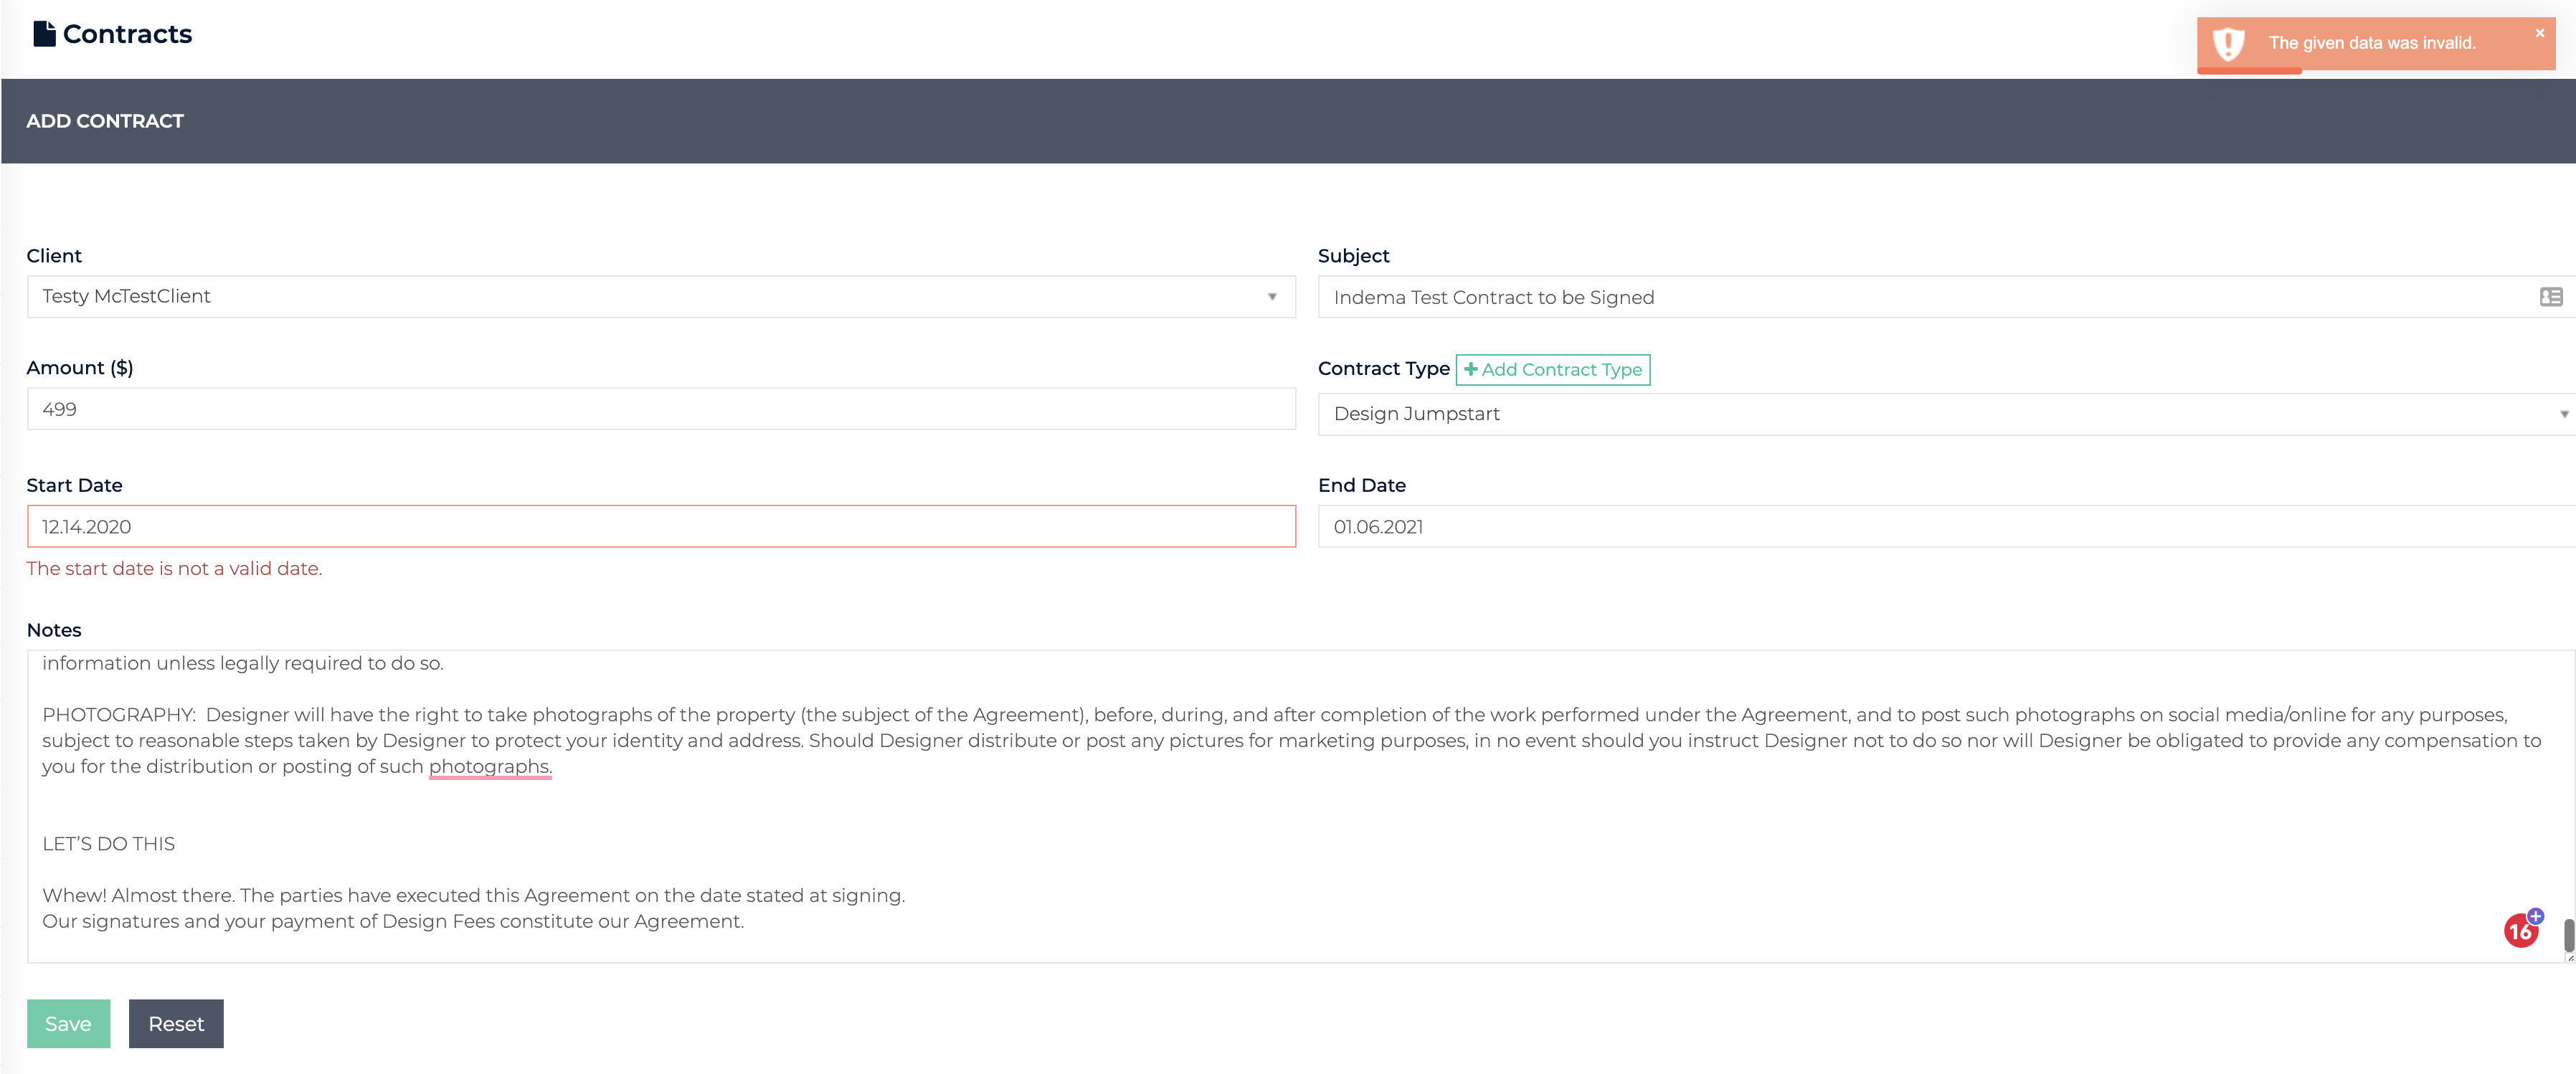 Contracts
The given data was invalid.
×
ADD CONTRACT
Client
Subject
Testy McTestClient
Indema Test Contract to be Signed
Amount ($)
Contract Type + Add Contract Type
499
Design Jumpstart
Start Date
End Date
12.14.2020
01.06.2021
The start date is not a valid date.
Notes
information unless legally required to do so.
PHOTOGRAPHY:  Designer will have the right to take photographs of the property (the subject of the Agreement), before, during, and after completion of the work performed under the Agreement, and to post such photographs on social media/online for any purposes,
subject to reasonable steps taken by Designer to protect your identity and address. Should Designer distribute or post any pictures for marketing purposes, in no event should you instruct Designer not to do so nor will Designer be obligated to provide any compensation to
you for the distribution or posting of such photographs.
LET’S DO THIS
Whew! Almost there. The parties have executed this Agreement on the date stated at signing.
Our signatures and your payment of Design Fees constitute our Agreement.
16
Save
Reset